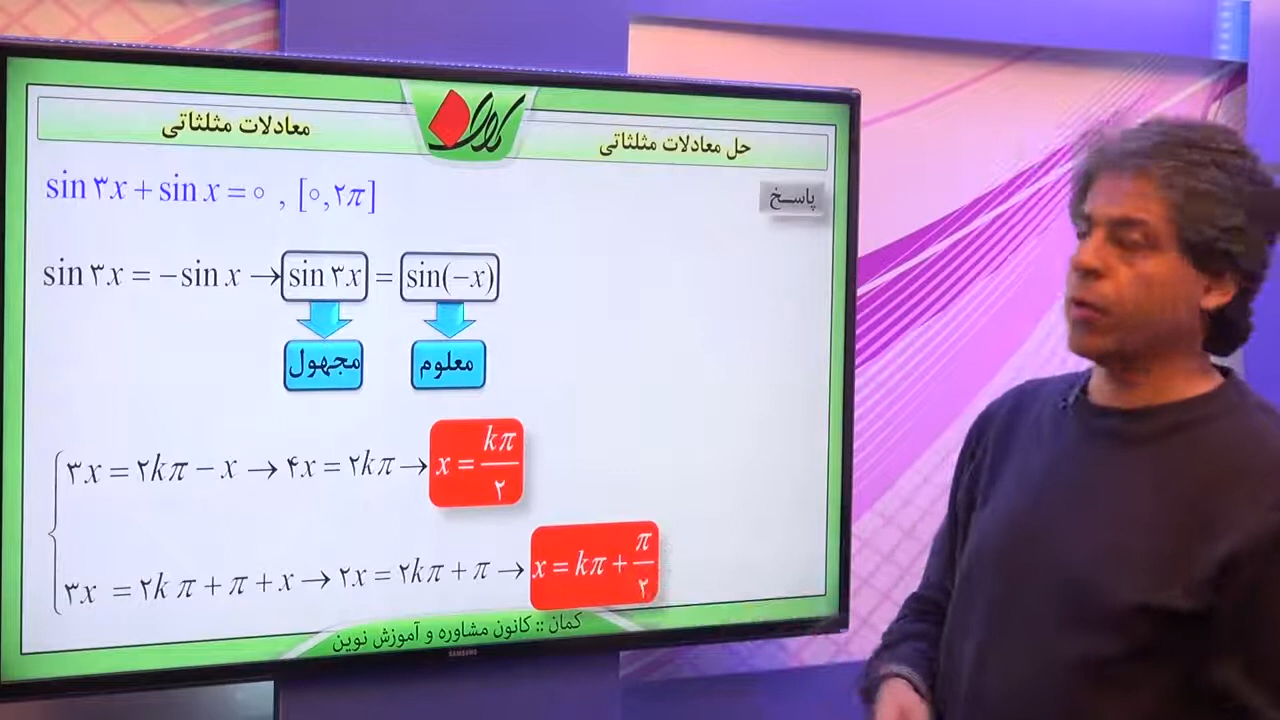 حل معادلات مثلثاتی
معادلات مثلثاتی
پاسخ
sin ۳x + sin x = ۰ , [۰,۲π]
sin ۳x = −sin x → sin ۳x = sin(−x)
مجهول معلوم
۳x = ۲kπ − x → ۴x = ۲kπ → x = kπ/۲
۳x = ۲kπ + π + x → ۲x = ۲kπ + π → x = kπ + π/۲
کمان :: کانون مشاوره و آموزش نوین
SAMSUNG